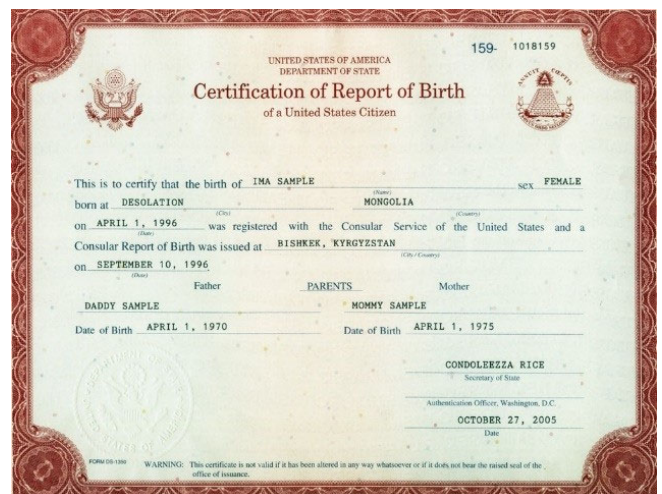 159- 1018159
UNITED STATES OF AMERICA
DEPARTMENT OF STATE
Certification of Report of Birth
of a United States Citizen
ANNUIT CŒPTIS
This is to certify that the birth of IMA SAMPLE sex FEMALE
(Name)
born at DESOLATION MONGOLIA
(City) (Country)
on APRIL 1, 1996 was registered with the Consular Service of the United States and a
(Date)
Consular Report of Birth was issued at BISHKEK, KYRGYZSTAN
(City / Country)
on SEPTEMBER 10, 1996
(Date)
Father PARENTS Mother
DADDY SAMPLE MOMMY SAMPLE
Date of Birth APRIL 1, 1970 Date of Birth APRIL 1, 1975
CONDOLEEZZA RICE
Secretary of State
Authentication Officer, Washington, D.C.
OCTOBER 27, 2005
Date
FORM DS-1350 WARNING: This certificate is not valid if it has been altered in any way whatsoever or if it does not bear the raised seal of the
office of issuance.